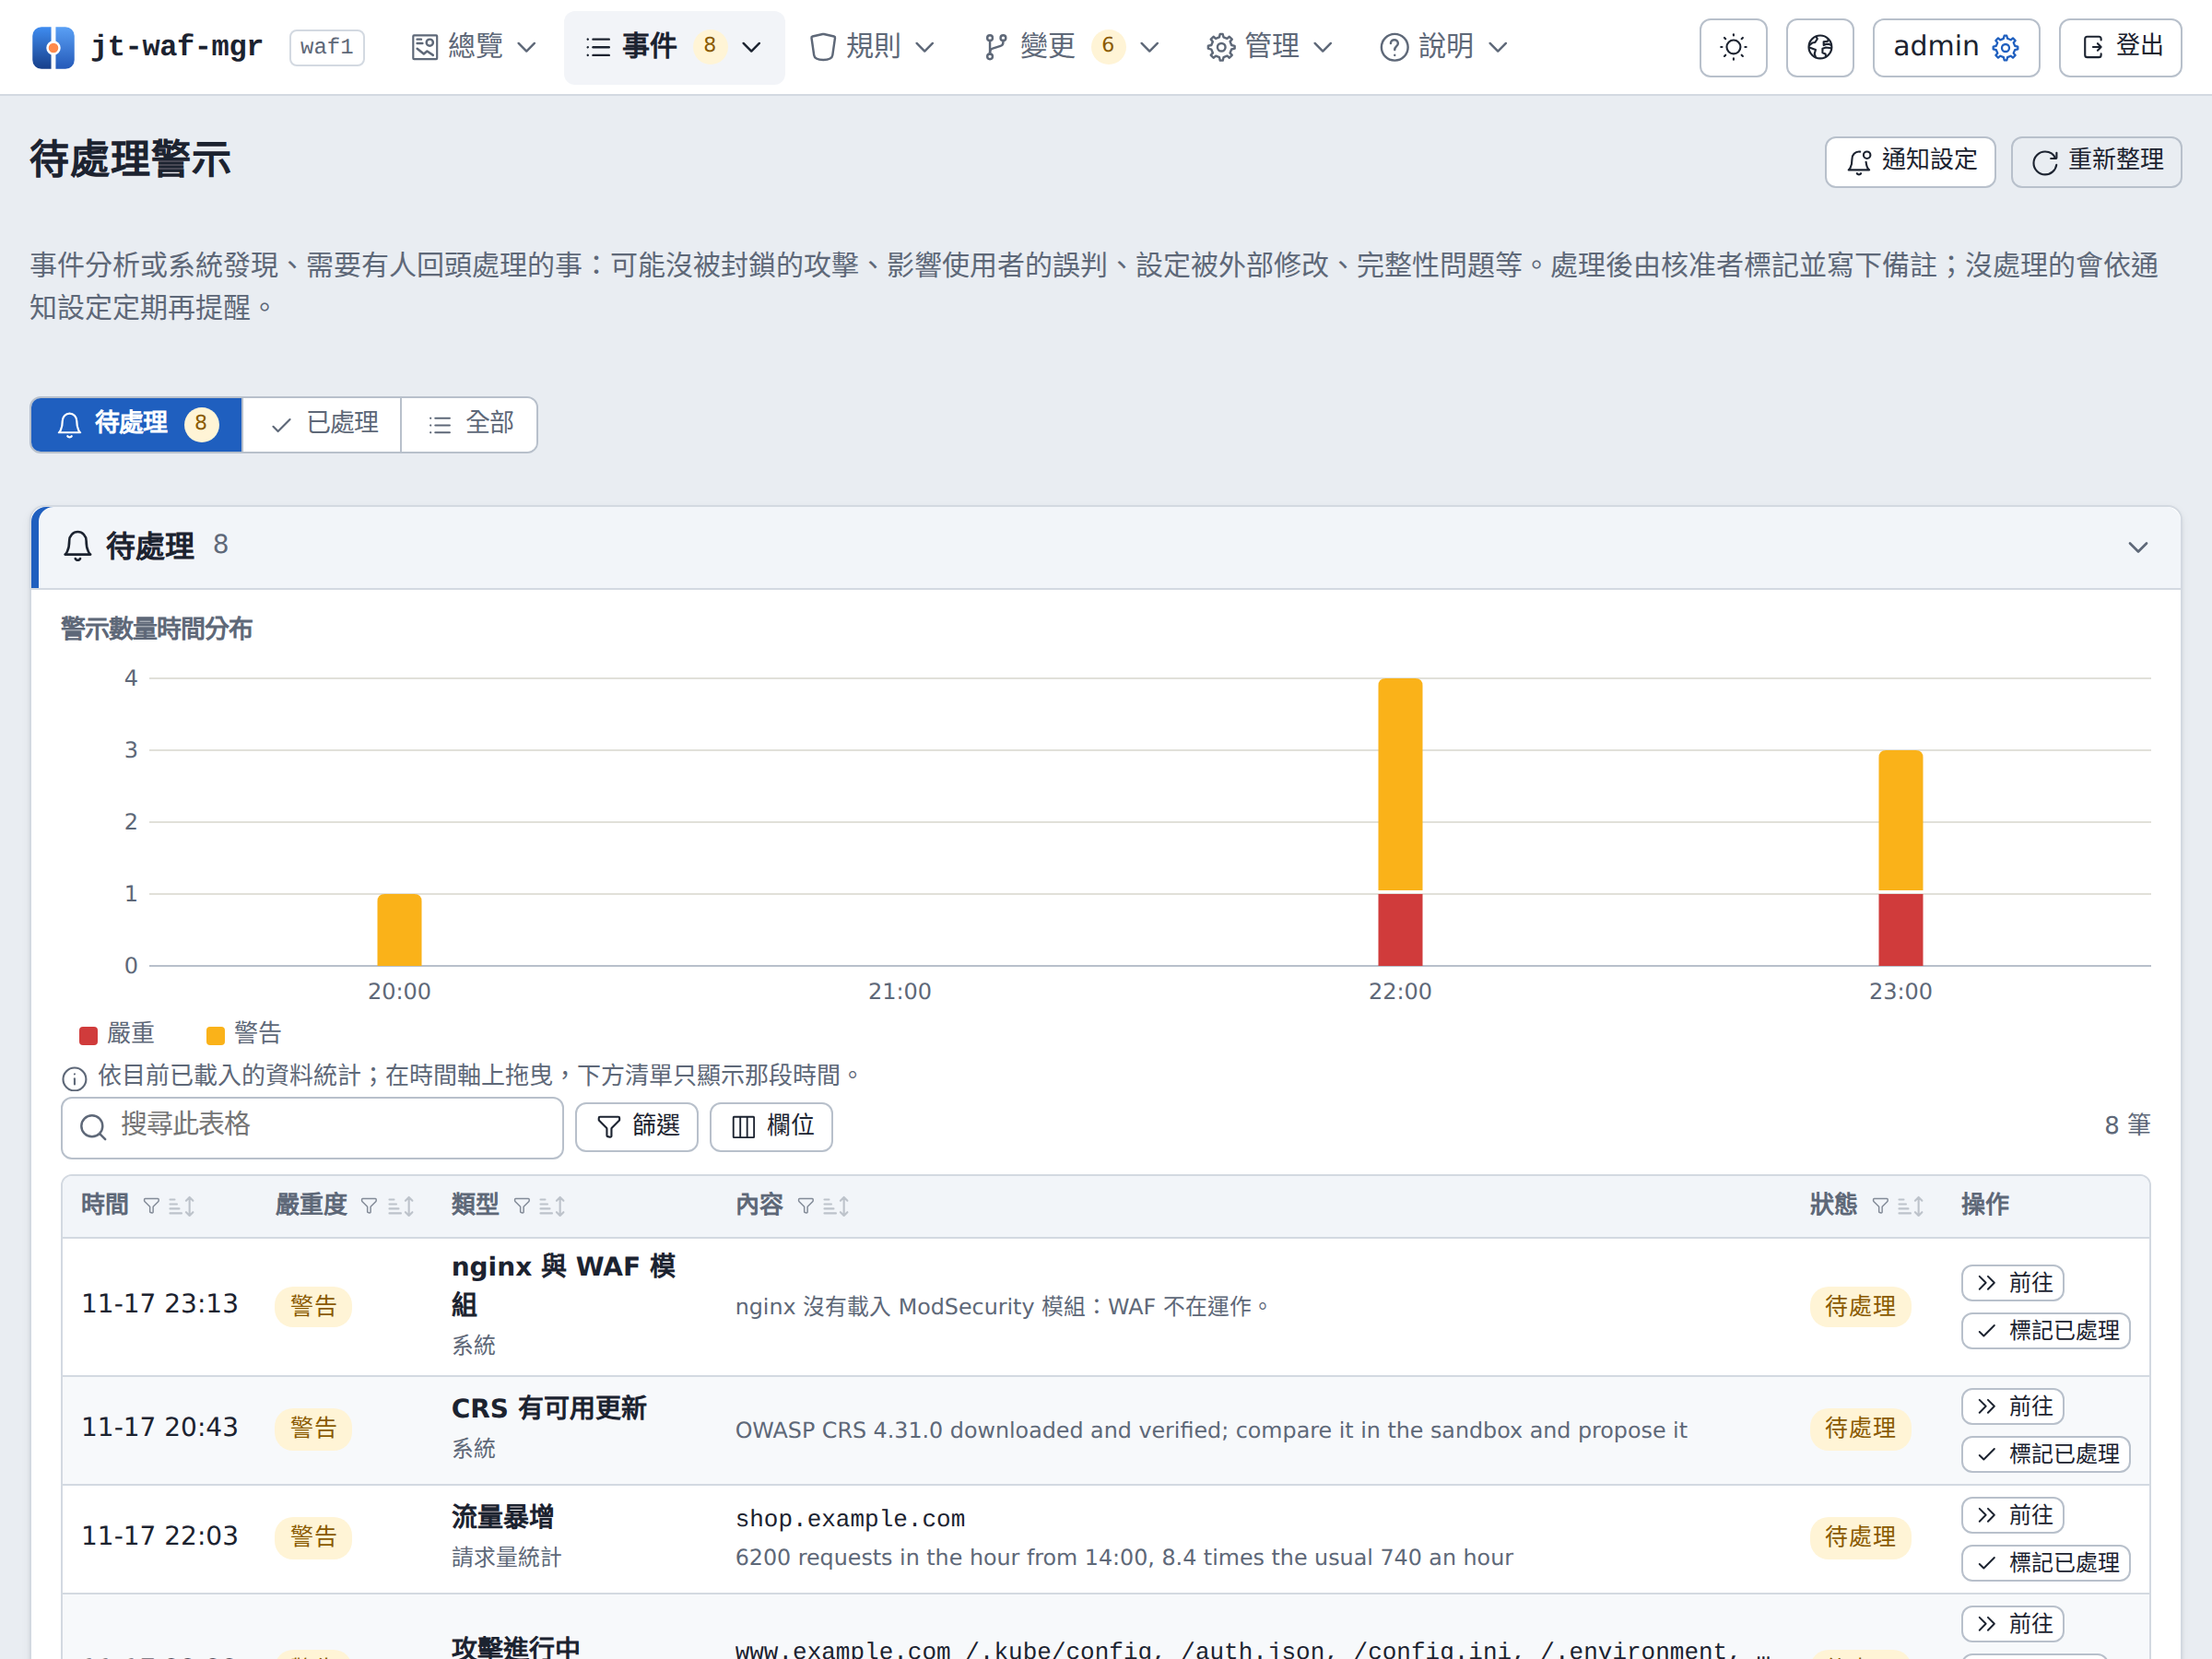 jt-waf-mgr waf1 總覽 事件 8 規則 變更 6 管理 說明 admin 登出
待處理警示 通知設定 重新整理
事件分析或系統發現、需要有人回頭處理的事：可能沒被封鎖的攻擊、影響使用者的誤判、設定被外部修改、完整性問題等。處理後由核准者標記並寫下備註；沒處理的會依通
知設定定期再提醒。
待處理 8 已處理 全部
待處理 8
警示數量時間分布
4
3
2
1
0
20:00 21:00 22:00 23:00
嚴重 警告
依目前已載入的資料統計；在時間軸上拖曳，下方清單只顯示那段時間。
搜尋此表格 篩選 欄位 8 筆
時間 嚴重度 類型 內容 狀態 操作
11-17 23:13 警告 nginx 與 WAF 模組 系統 nginx 沒有載入 ModSecurity 模組：WAF 不在運作。 待處理 前往 標記已處理
11-17 20:43 警告 CRS 有可用更新 系統 OWASP CRS 4.31.0 downloaded and verified; compare it in the sandbox and propose it 待處理 前往 標記已處理
11-17 22:03 警告 流量暴增 請求量統計 shop.example.com 6200 requests in the hour from 14:00, 8.4 times the usual 740 an hour 待處理 前往 標記已處理
攻擊進行中 www.example.com /.kube/config, /auth.json, /config.ini, /.environment, … 前往